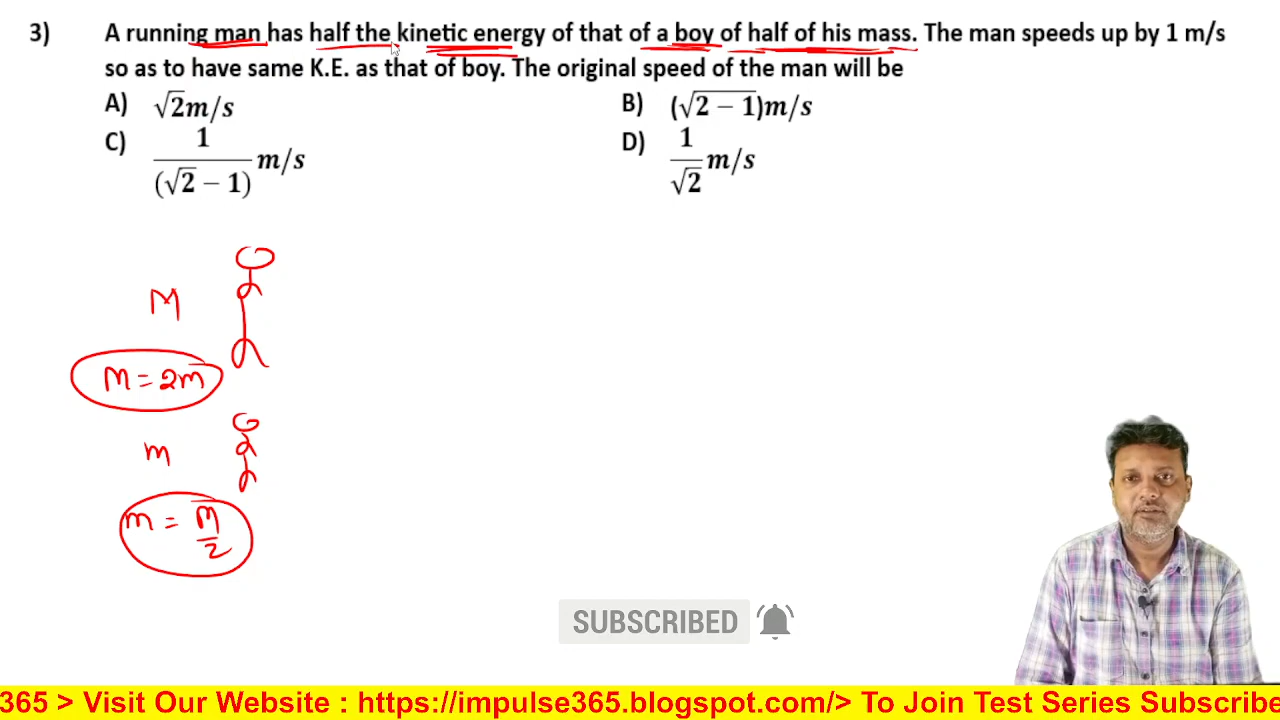 3) A running man has half the kinetic energy of that of a boy of half of his mass. The man speeds up by 1 m/s
so as to have same K.E. as that of boy. The original speed of the man will be
A) √2m/s B) (√2 − 1)m/s
C) 1/(√2 − 1) m/s D) 1/√2 m/s
M
M = 2m
m
m = M/2
SUBSCRIBED
365 > Visit Our Website : https://impulse365.blogspot.com/> To Join Test Series Subscribe